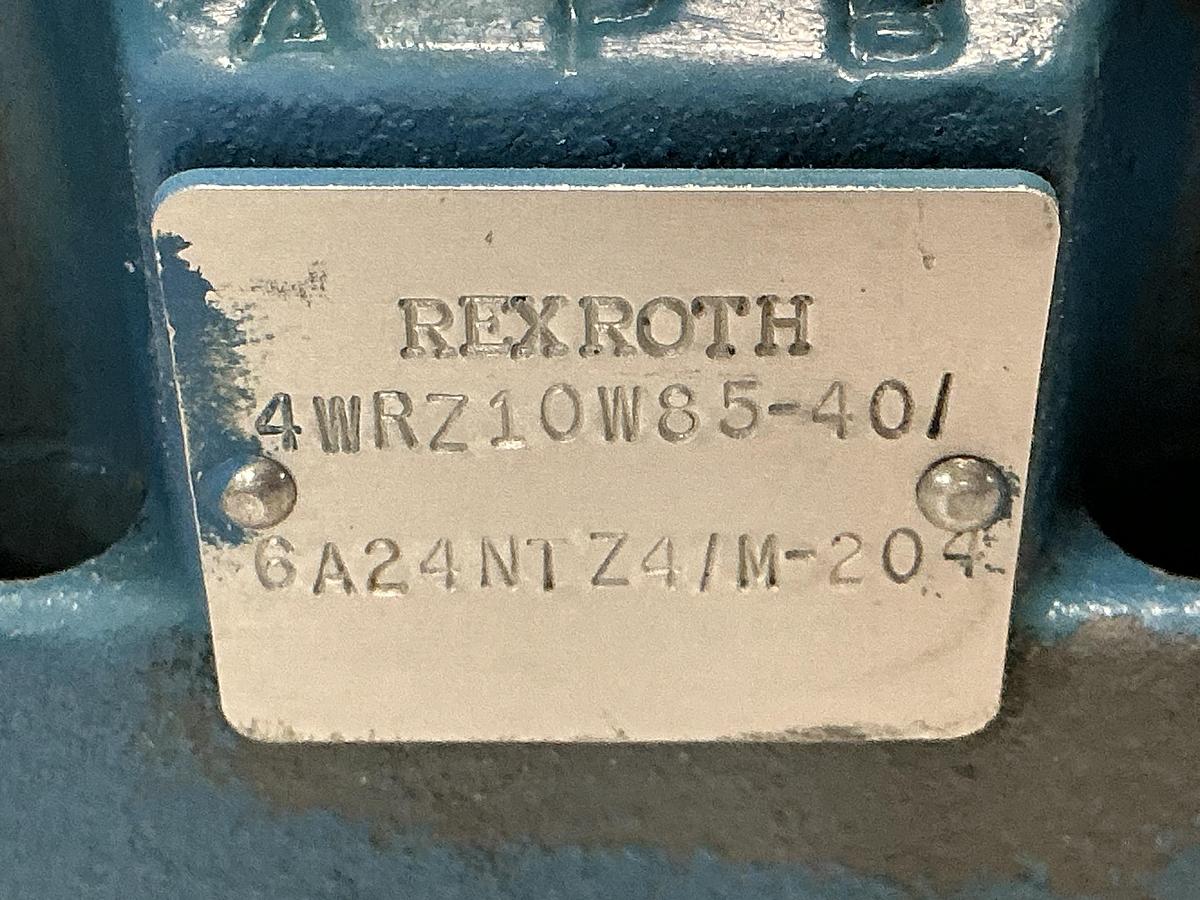 A P B
REXROTH
4WRZ10W85-40/
6A24NTZ4/M-204